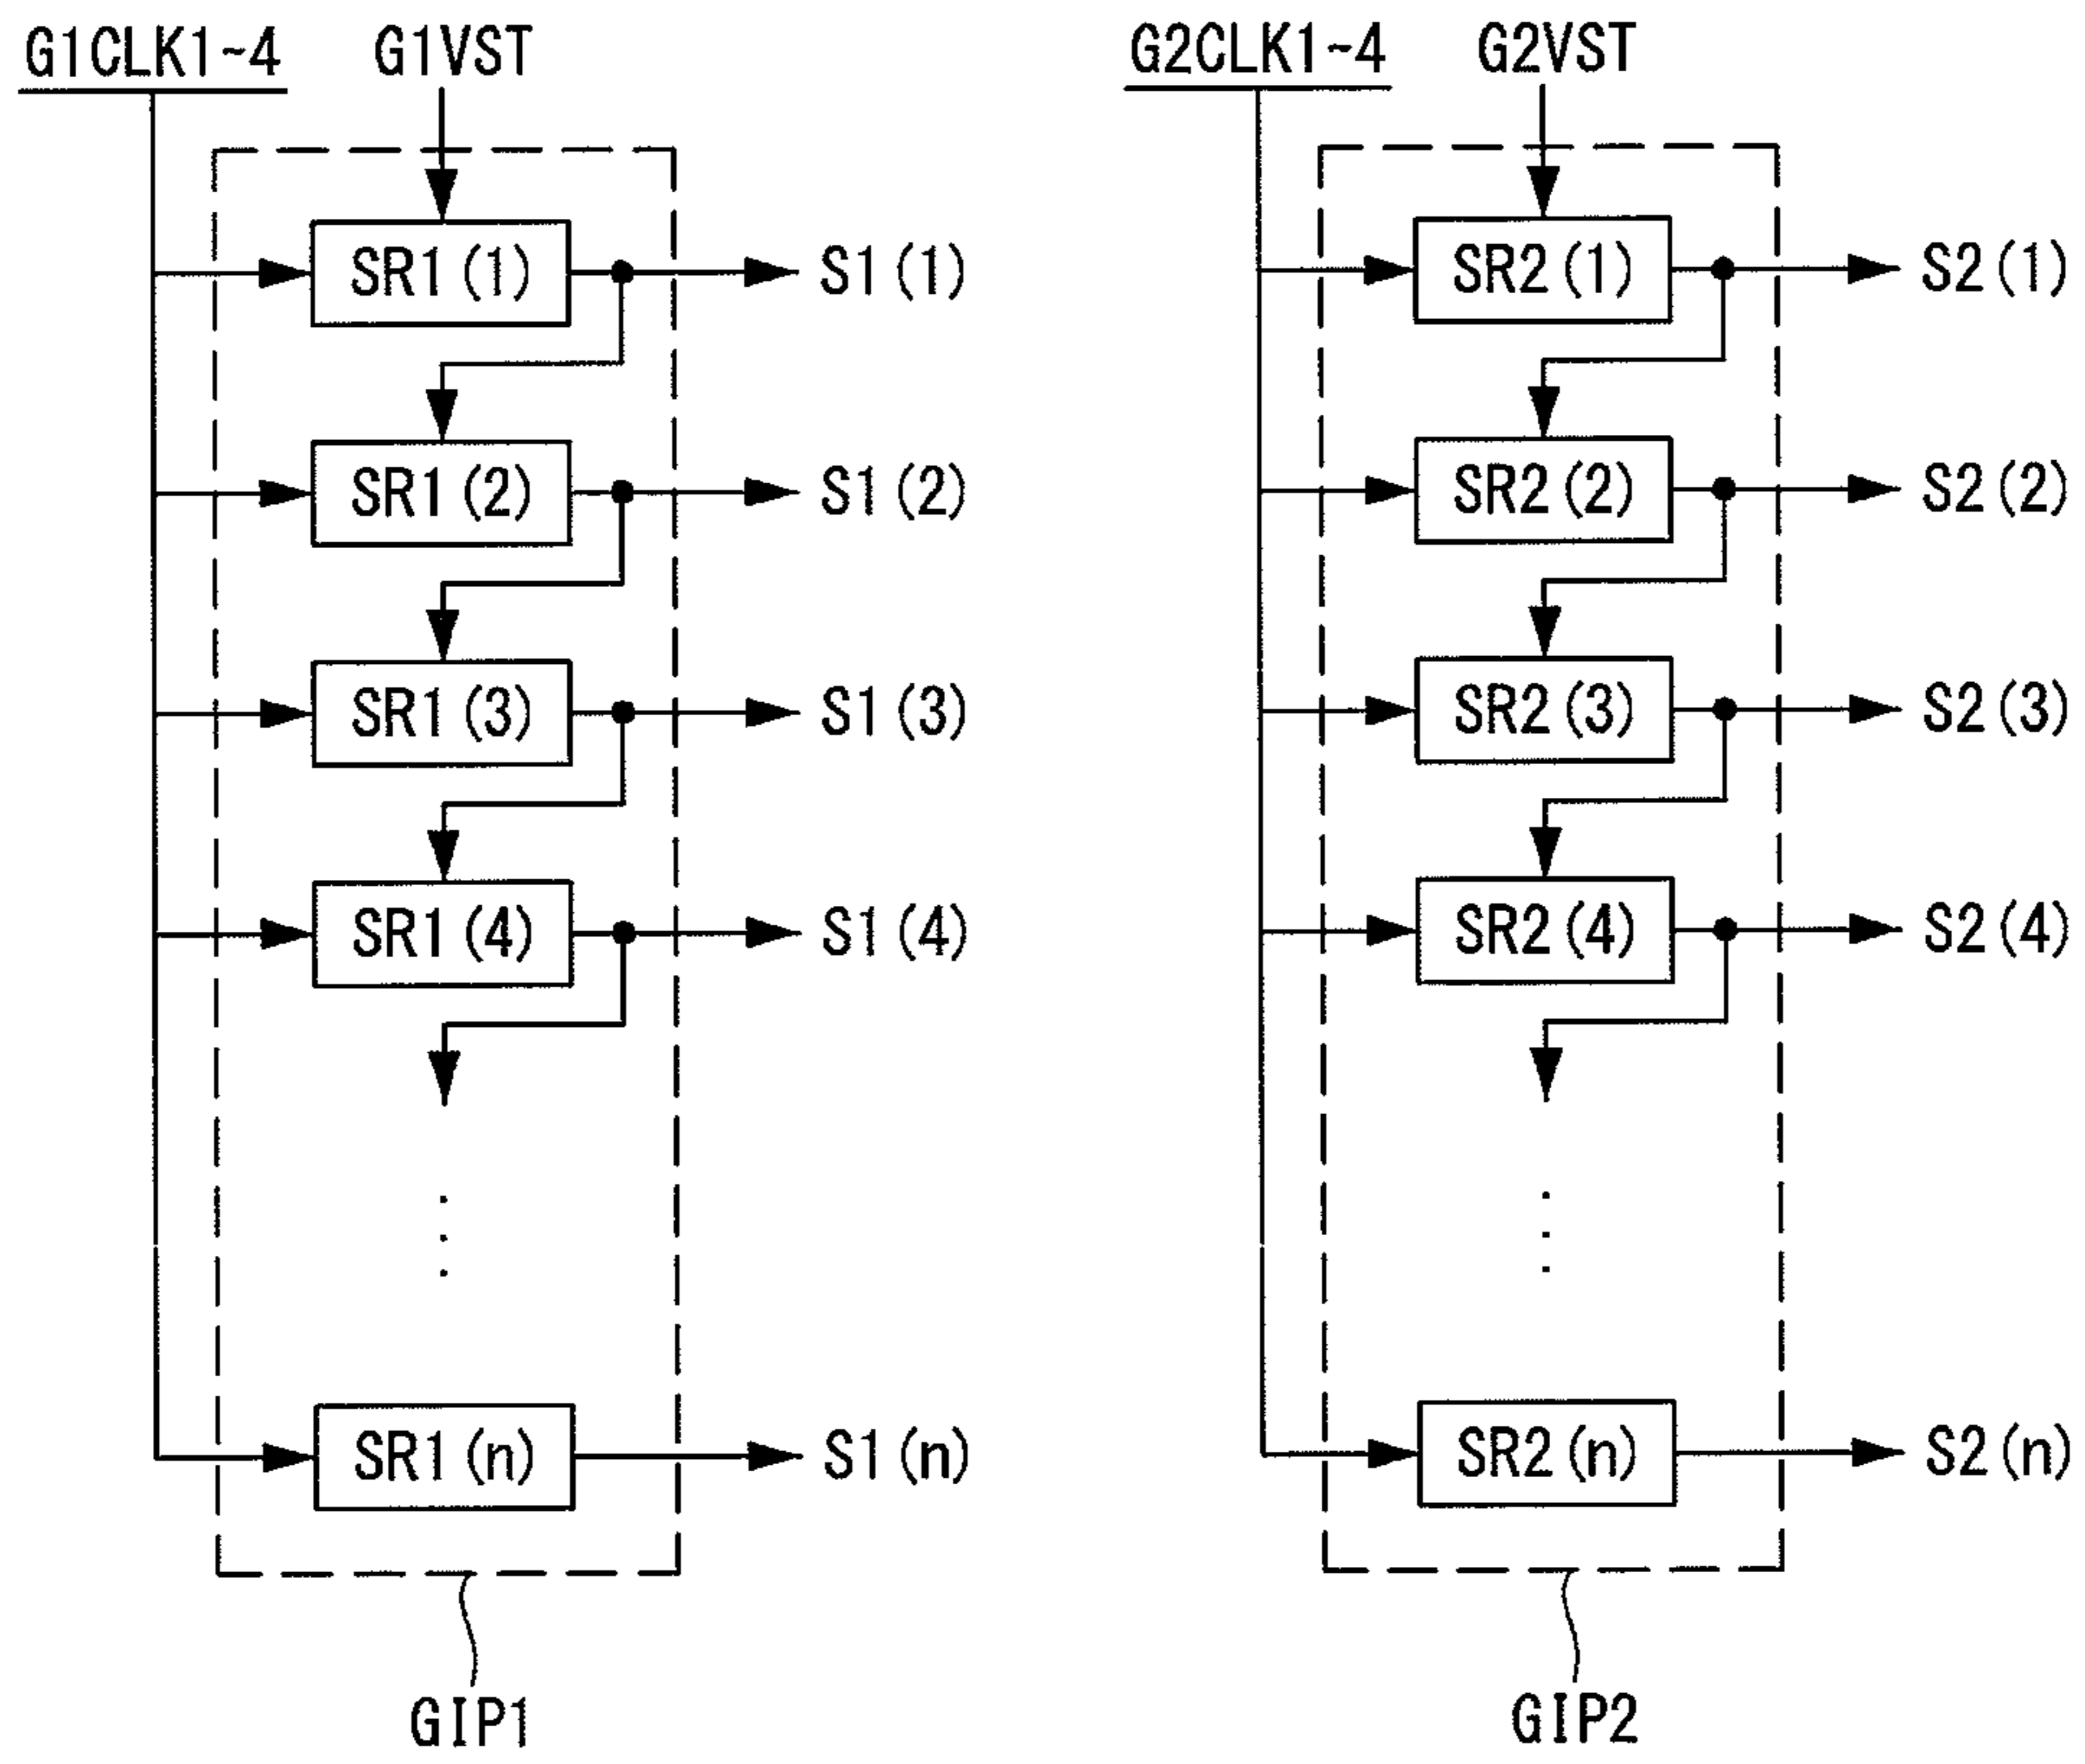 G1CLK1~4
G1VST
SR1(1)
S1(1)
SR1(2)
S1(2)
SR1(3)
S1(3)
SR1(4)
S1(4)
SR1(n)
S1(n)
GIP1
G2CLK1~4
G2VST
SR2(1)
S2(1)
SR2(2)
S2(2)
SR2(3)
S2(3)
SR2(4)
S2(4)
SR2(n)
S2(n)
GIP2